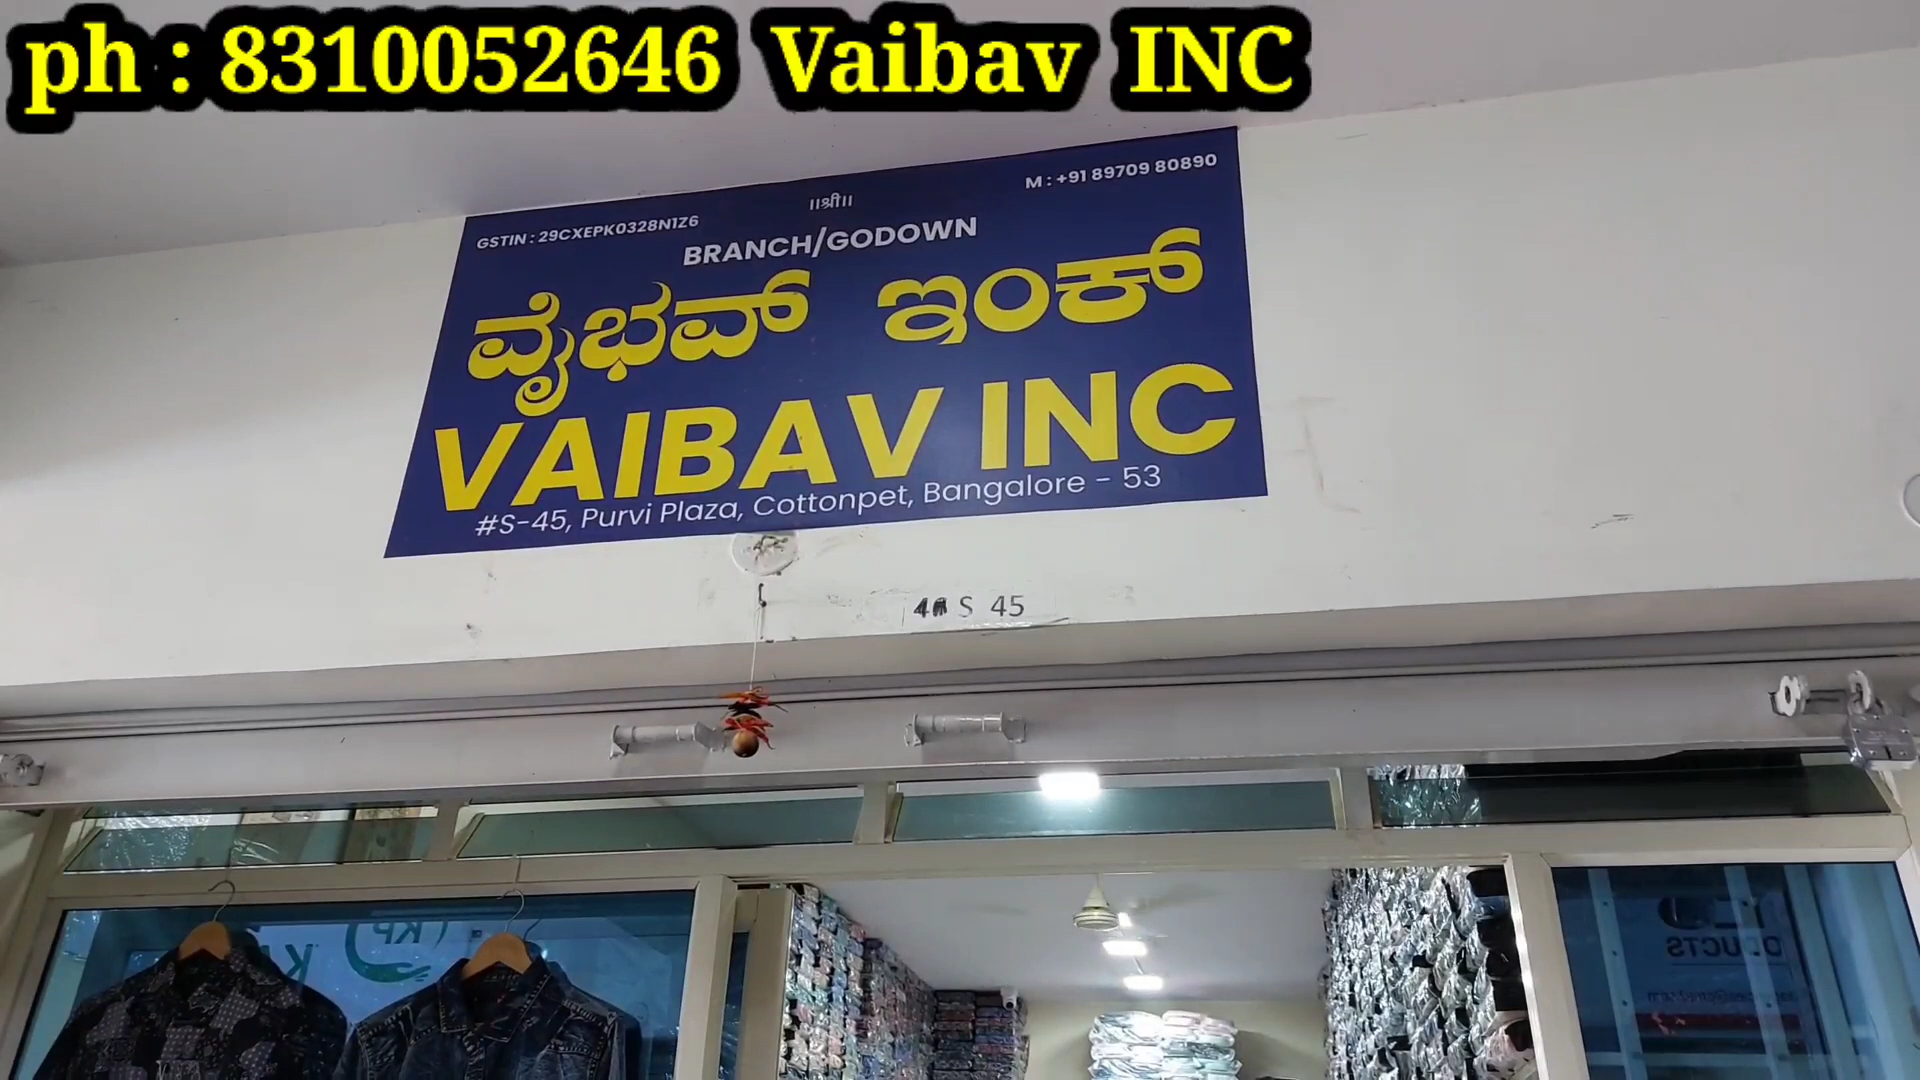 ph : 8310052646 Vaibav INC
GSTIN : 29CXEPK0328N1Z6
॥श्री॥
M : +91 89709 80890
BRANCH/GODOWN
ವೈಭವ್ ಇಂಕ್
VAIBAV INC
#S-45, Purvi Plaza, Cottonpet, Bangalore - 53
S 45
KP